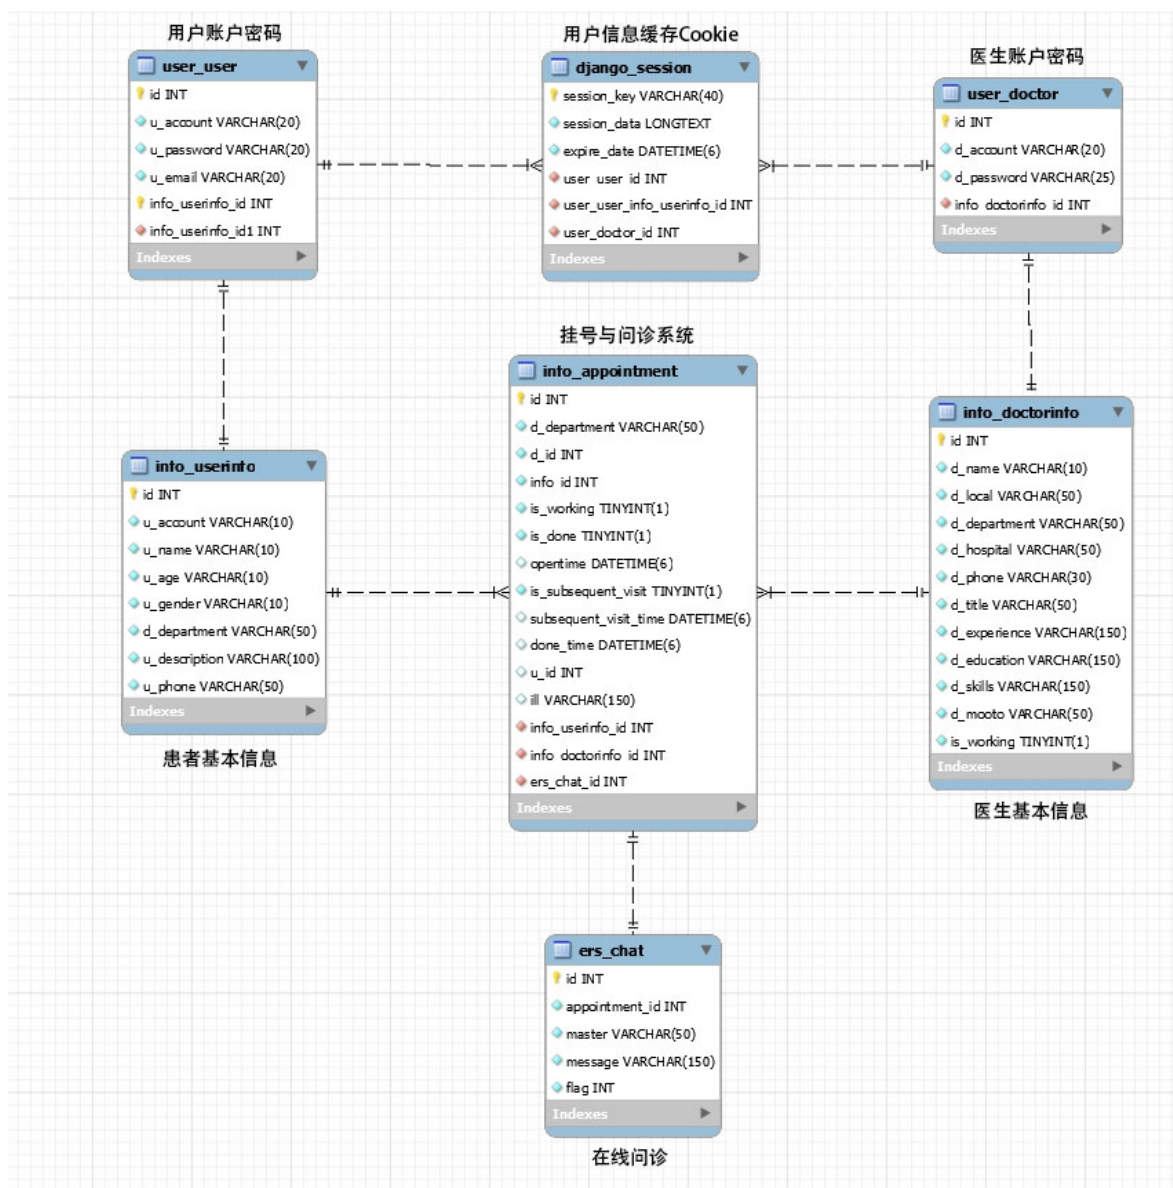 用户账户密码
user_user
id INT
u_account VARCHAR(20)
u_password VARCHAR(20)
u_email VARCHAR(20)
info_userinfo_id INT
info_userinfo_id1 INT
Indexes
用户信息缓存Cookie
django_session
session_key VARCHAR(40)
session_data LONGTEXT
expire_date DATETIME(6)
user_user_id INT
user_user_info_userinfo_id INT
user_doctor_id INT
Indexes
医生账户密码
user_doctor
id INT
d_account VARCHAR(20)
d_password VARCHAR(25)
info_doctorinfo_id INT
Indexes
info_userinfo
id INT
u_account VARCHAR(10)
u_name VARCHAR(10)
u_age VARCHAR(10)
u_gender VARCHAR(10)
d_department VARCHAR(50)
u_description VARCHAR(100)
u_phone VARCHAR(50)
Indexes
患者基本信息
挂号与问诊系统
info_appointment
id INT
d_department VARCHAR(50)
d_id INT
info_id INT
is_working TINYINT(1)
is_done TINYINT(1)
opentime DATETIME(6)
is_subsequent_visit TINYINT(1)
subsequent_visit_time DATETIME(6)
done_time DATETIME(6)
u_id INT
ill VARCHAR(150)
info_userinfo_id INT
info_doctorinfo_id INT
ers_chat_id INT
Indexes
info_doctorinfo
id INT
d_name VARCHAR(10)
d_local VARCHAR(50)
d_department VARCHAR(50)
d_hospital VARCHAR(50)
d_phone VARCHAR(30)
d_title VARCHAR(50)
d_experience VARCHAR(150)
d_education VARCHAR(150)
d_skills VARCHAR(150)
d_mooto VARCHAR(50)
is_working TINYINT(1)
Indexes
医生基本信息
ers_chat
id INT
appointment_id INT
master VARCHAR(50)
message VARCHAR(150)
flag INT
Indexes
在线问诊